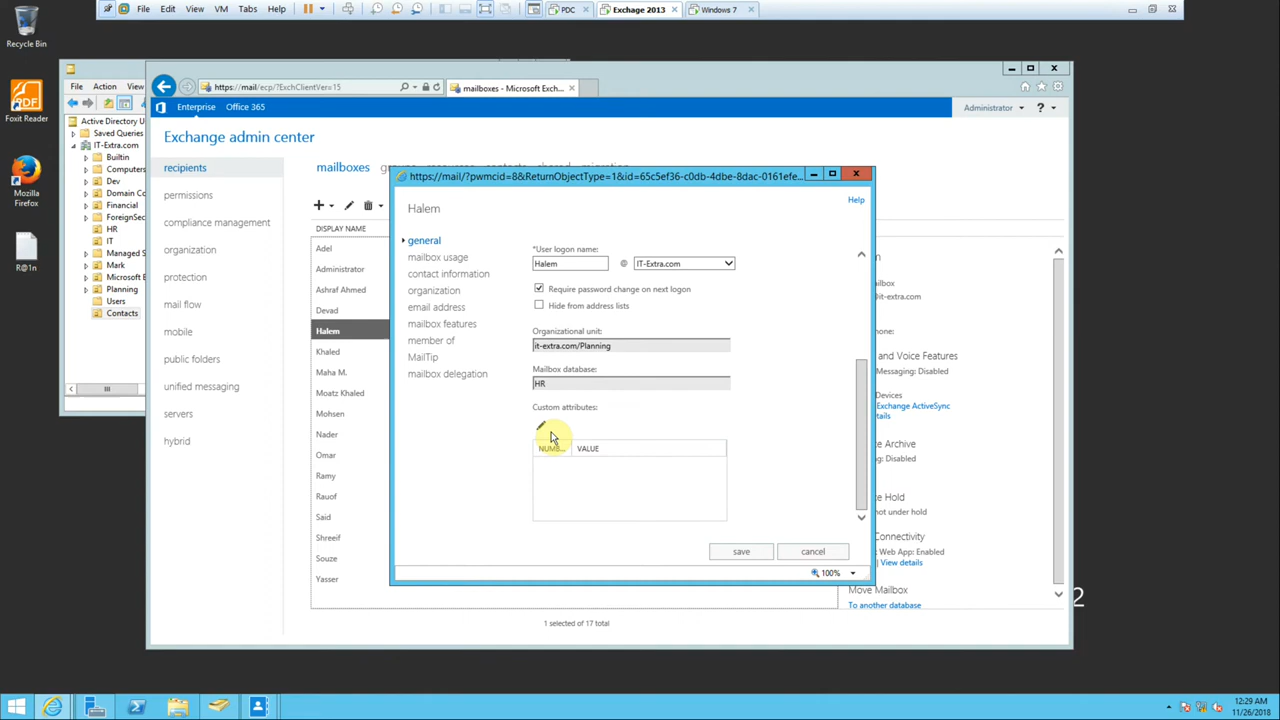 File Edit View VM Tabs Help
PDC
Exchage 2013
Windows 7
Recycle Bin
Foxit Reader
Mozilla
Firefox
R@1n
File Action View
Active Directory U
Saved Queries
IT-Extra.com
Builtin
Computers
Dev
Domain Co
Financial
ForeignSec
HR
IT
Managed S
Mark
Microsoft E
Planning
Users
Contacts
https://mail/ecp/?ExchClientVer=15
mailboxes - Microsoft Exch...
Enterprise Office 365
Administrator ?
Exchange admin center
recipients
permissions
compliance management
organization
protection
mail flow
mobile
public folders
unified messaging
servers
hybrid
mailboxes
DISPLAY NAME
Adel
Administrator
Ashraf Ahmed
Devad
Halem
Khaled
Maha M.
Moatz Khaled
Mohsen
Nader
Omar
Ramy
Rauof
Said
Shreeif
Souze
Yasser
1 selected of 17 total
https://mail/?pwmcid=8&ReturnObjectType=1&id=65c5ef36-c0db-4dbe-8dac-0161efe...
Help
Halem
general
mailbox usage
contact information
organization
email address
mailbox features
member of
MailTip
mailbox delegation
*User logon name:
Halem @ IT-Extra.com
Require password change on next logon
Hide from address lists
Organizational unit:
it-extra.com/Planning
Mailbox database:
HR
Custom attributes:
NUMB... VALUE
save cancel
100%
@it-extra.com
and Voice Features
Messaging: Disabled
Devices
Exchange ActiveSync
Archive
Disabled
Hold
not under hold
Web App: Enabled
View details
Move Mailbox
To another database
2
12:29 AM
11/26/2018